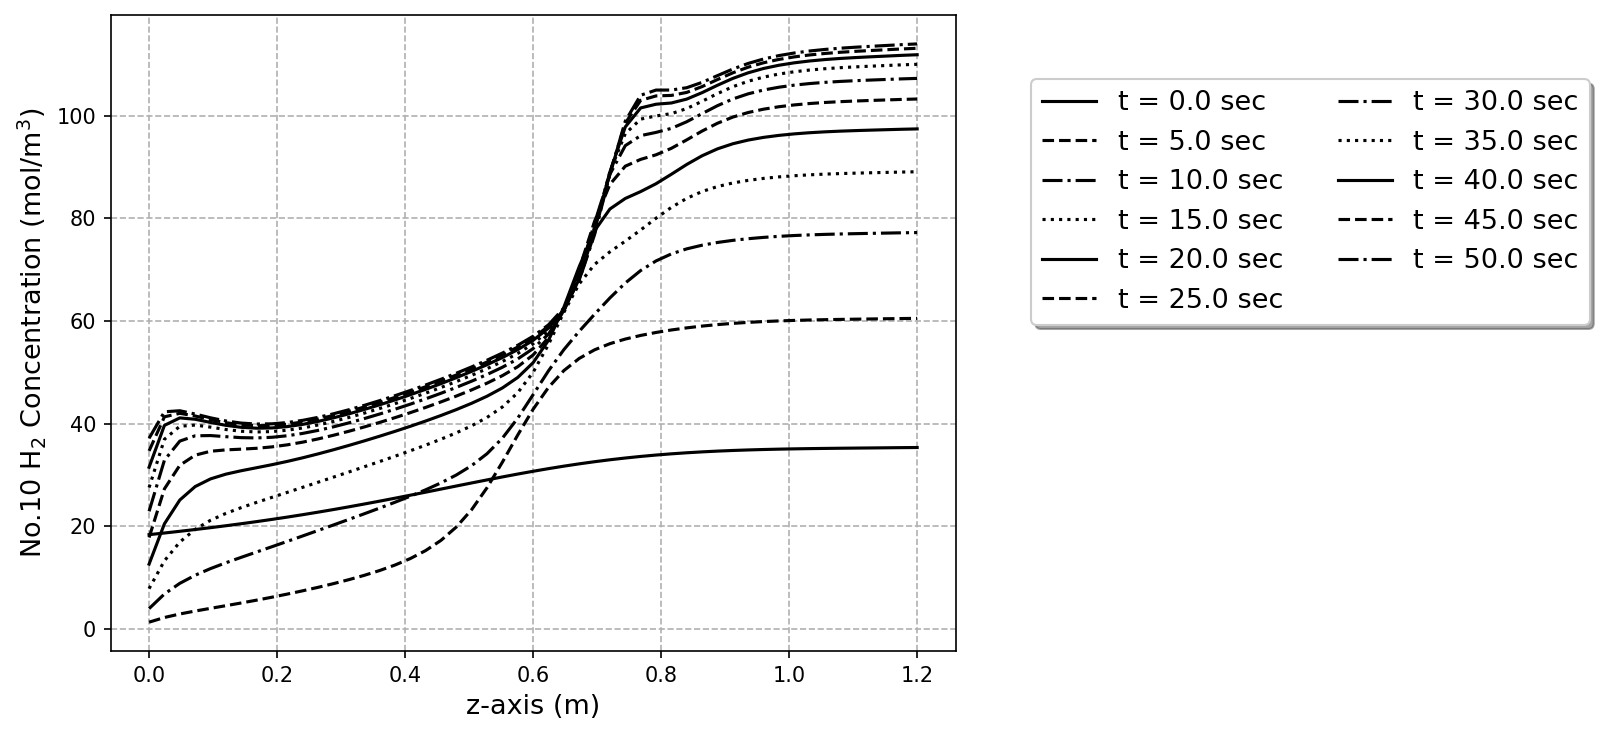 No.10 H₂ Concentration (mol/m³)
100
80
60
40
20
0
0.0 0.2 0.4 0.6 0.8 1.0 1.2
z-axis (m)
t = 0.0 sec
t = 5.0 sec
t = 10.0 sec
t = 15.0 sec
t = 20.0 sec
t = 25.0 sec
t = 30.0 sec
t = 35.0 sec
t = 40.0 sec
t = 45.0 sec
t = 50.0 sec